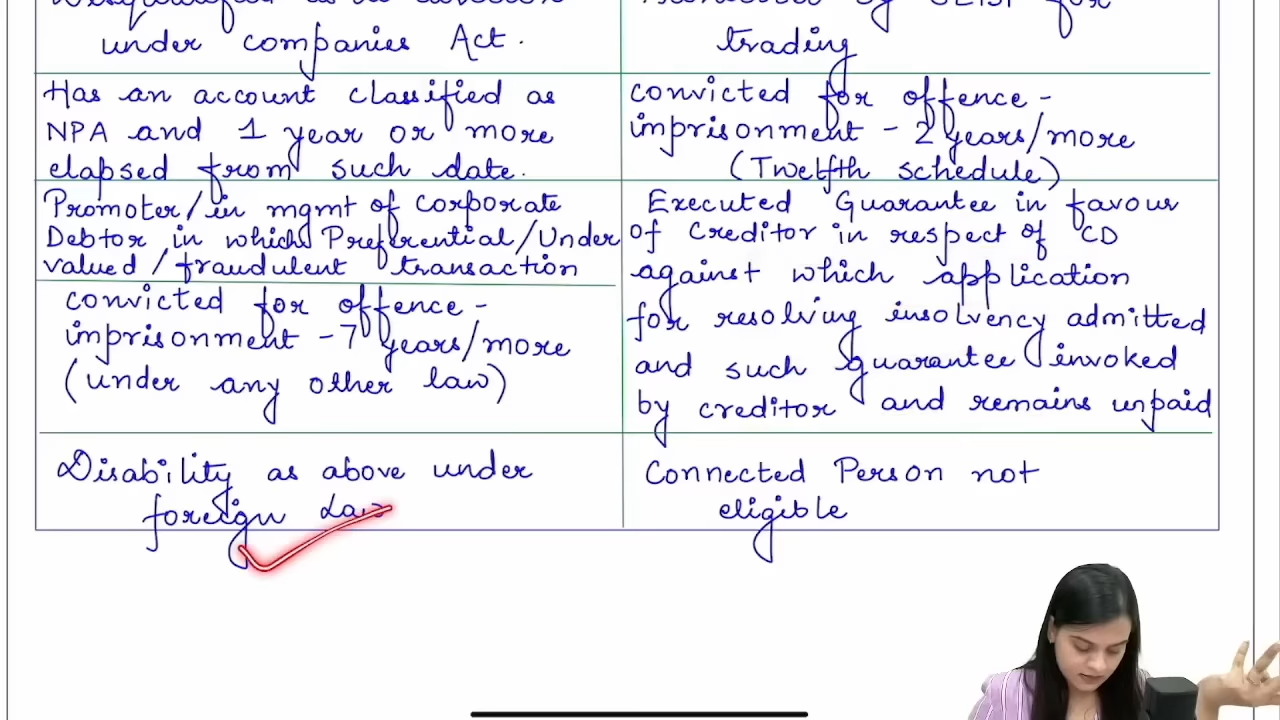 under companies Act.
trading
Has an account classified as
NPA and 1 year or more
elapsed from such date.
convicted for offence -
imprisonment - 2 years/more
(Twelfth schedule)
Promoter/in mgmt of corporate
Debtor in which Preferential/Under
valued/fraudulent transaction
Executed Guarantee in favour
of creditor in respect of CD
against which application
for resolving insolvency admitted
and such guarantee invoked
by creditor and remains unpaid
convicted for offence -
imprisonment - 7 years/more
(under any other law)
Disability as above under
foreign Law
Connected Person not
eligible